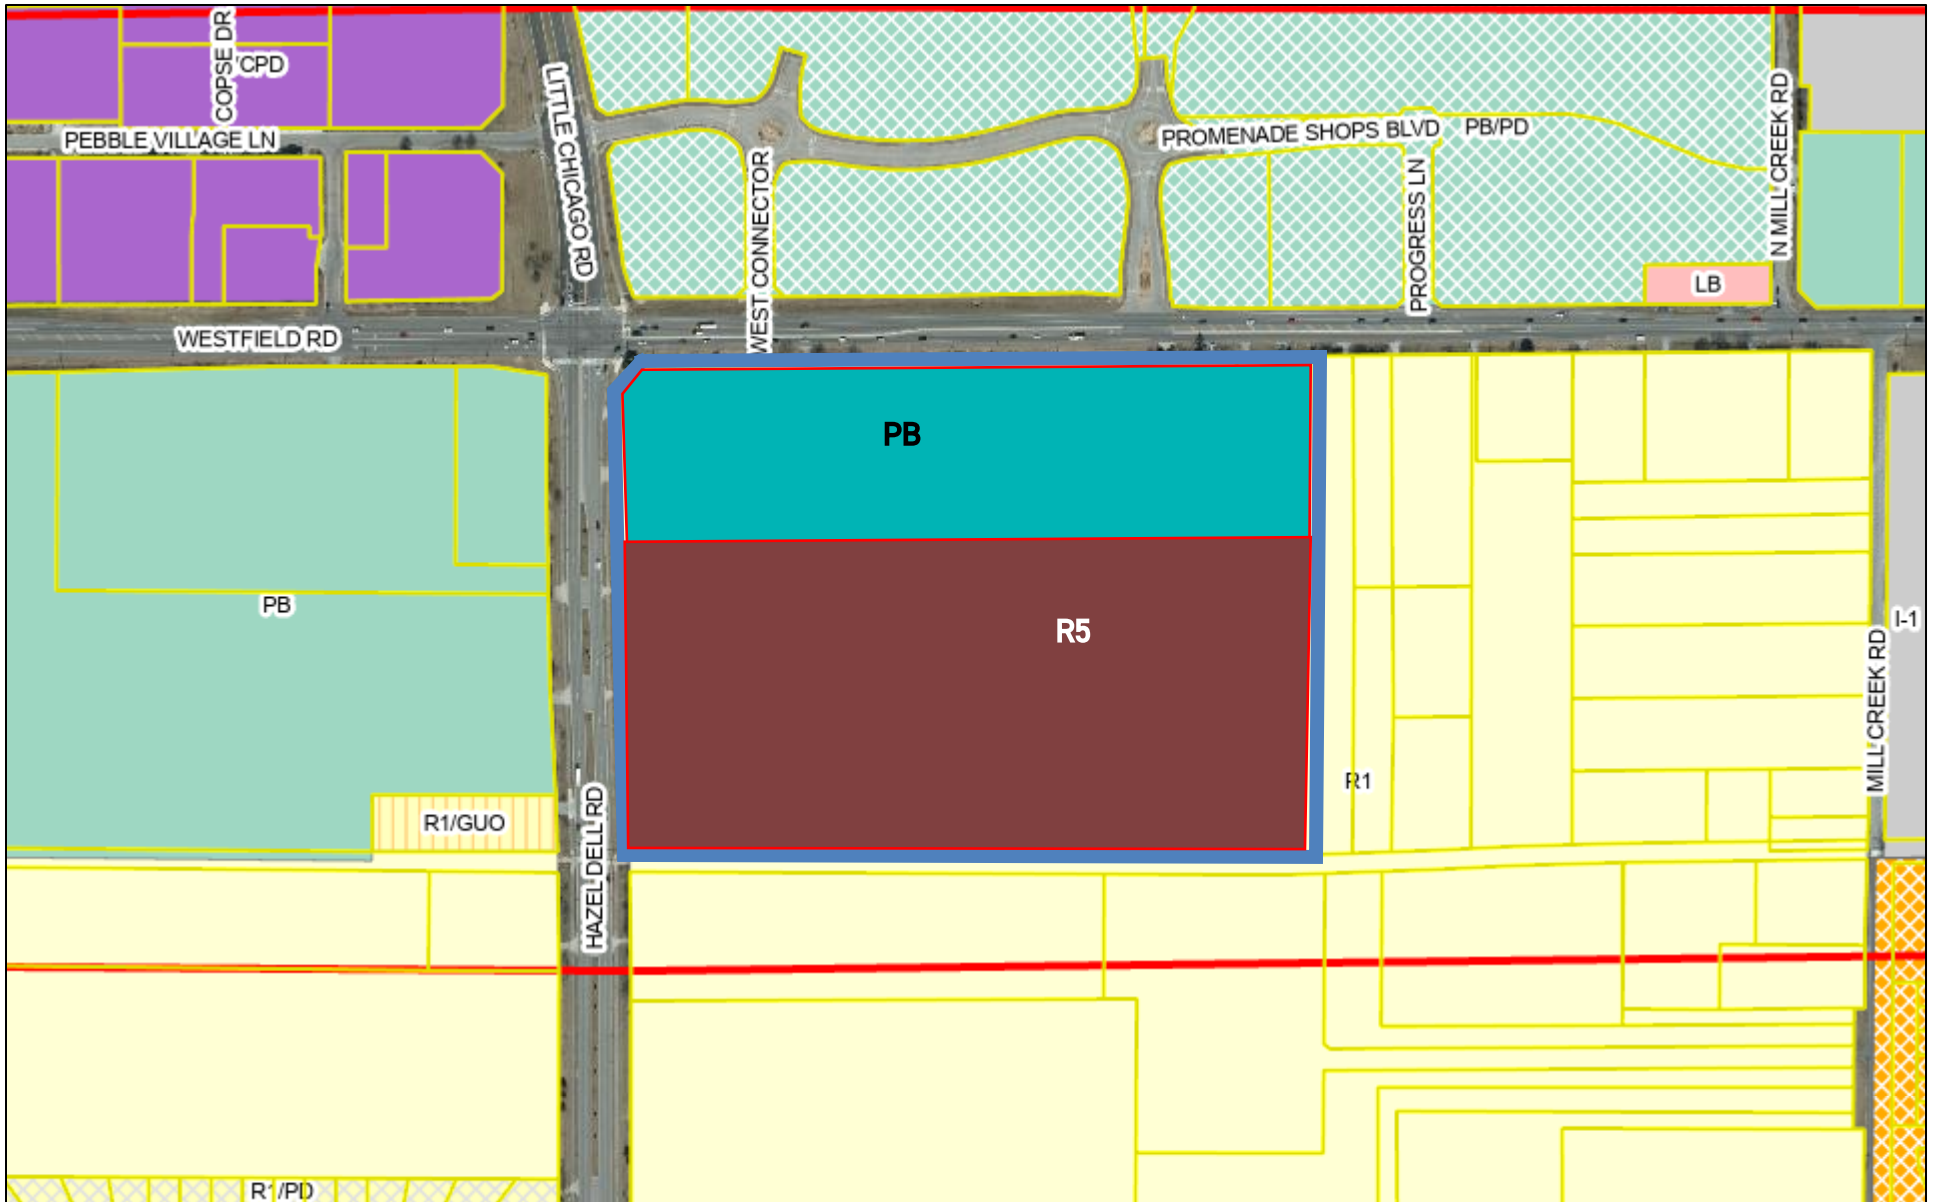 COPSE DR
CPD
PEBBLE VILLAGE LN
LITTLE CHICAGO RD
WEST CONNECTOR
PROMENADE SHOPS BLVD
PB/PD
PROGRESS LN
N MILL CREEK RD
LB
WESTFIELD RD
PB
PB
R5
I-1
R1/GUO
HAZEL DELL RD
R1
MILL CREEK RD
R1/PD